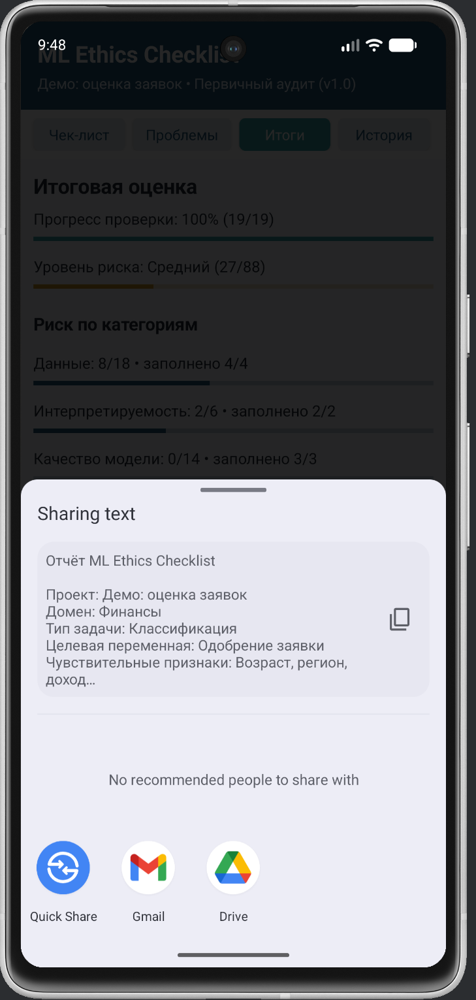 9:48
ML Ethics Checklist
Демо: оценка заявок • Первичный аудит (v1.0)
Чек-лист
Проблемы
Итоги
История
Итоговая оценка
Прогресс проверки: 100% (19/19)
Уровень риска: Средний (27/88)
Риск по категориям
Данные: 8/18 • заполнено 4/4
Интерпретируемость: 2/6 • заполнено 2/2
Качество модели: 0/14 • заполнено 3/3
Sharing text
Отчёт ML Ethics Checklist
Проект: Демо: оценка заявок
Домен: Финансы
Тип задачи: Классификация
Целевая переменная: Одобрение заявки
Чувствительные признаки: Возраст, регион,
доход…
No recommended people to share with
Quick Share
Gmail
Drive